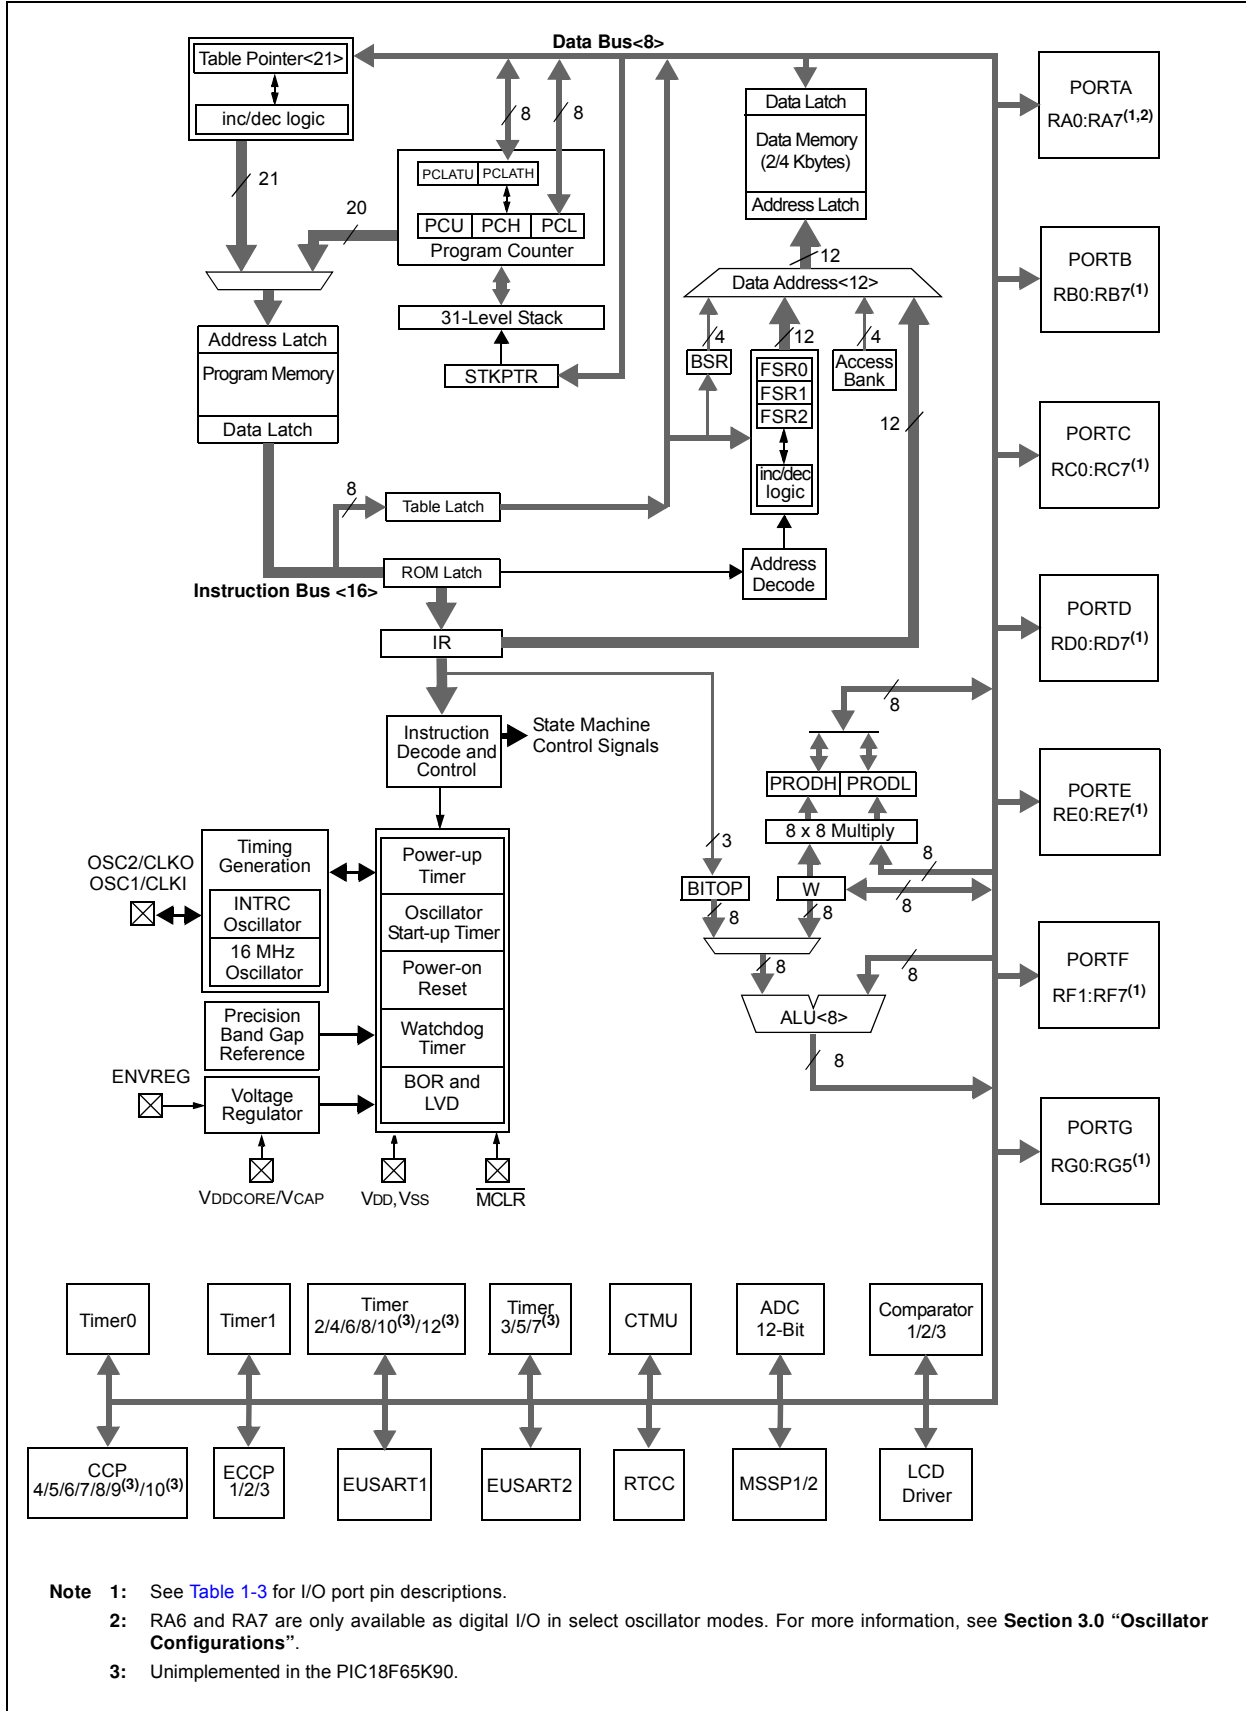 Data Bus<8>
Table Pointer<21>
inc/dec logic
21
20
8
8
PCLATU PCLATH
PCU PCH PCL
Program Counter
31-Level Stack
STKPTR
Address Latch
Program Memory
Data Latch
8
Table Latch
ROM Latch
Instruction Bus <16>
IR
Data Latch
Data Memory
(2/4 Kbytes)
Address Latch
12
Data Address<12>
4
12
4
BSR
FSR0
FSR1
FSR2
inc/dec
logic
Access
Bank
12
Address
Decode
Instruction
Decode and
Control
State Machine
Control Signals
8
PRODH PRODL
8 x 8 Multiply
3
8
BITOP
W
8
8
8
8
8
ALU<8>
8
OSC2/CLKO
OSC1/CLKI
Timing
Generation
INTRC
Oscillator
16 MHz
Oscillator
Precision
Band Gap
Reference
ENVREG
Voltage
Regulator
Power-up
Timer
Oscillator
Start-up Timer
Power-on
Reset
Watchdog
Timer
BOR and
LVD
VDDCORE/VCAP
VDD,VSS
MCLR
PORTA
RA0:RA7(1,2)
PORTB
RB0:RB7(1)
PORTC
RC0:RC7(1)
PORTD
RD0:RD7(1)
PORTE
RE0:RE7(1)
PORTF
RF1:RF7(1)
PORTG
RG0:RG5(1)
Timer0
Timer1
Timer
2/4/6/8/10(3)/12(3)
Timer
3/5/7(3)
CTMU
ADC
12-Bit
Comparator
1/2/3
CCP
4/5/6/7/8/9(3)/10(3)
ECCP
1/2/3
EUSART1
EUSART2
RTCC
MSSP1/2
LCD
Driver
Note 1: See Table 1-3 for I/O port pin descriptions.
2: RA6 and RA7 are only available as digital I/O in select oscillator modes. For more information, see Section 3.0 “Oscillator
Configurations”.
3: Unimplemented in the PIC18F65K90.